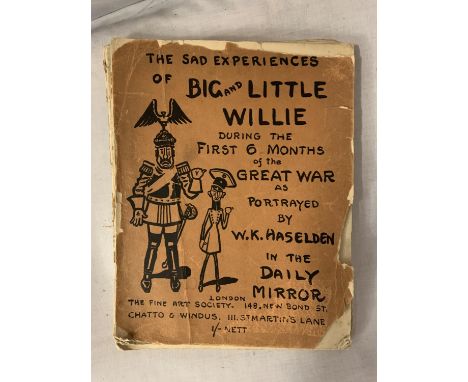 THE SAD EXPERIENCES
OF BIG AND LITTLE
WILLIE
DURING THE
FIRST 6 MONTHS
of the
GREAT WAR
AS
PORTRAYED
BY
W.K. HASELDEN
IN THE
DAILY
MIRROR
LONDON
THE FINE ART SOCIETY. 148, NEW BOND ST.
CHATTO & WINDUS, 111. ST MARTIN'S LANE
1/- NETT